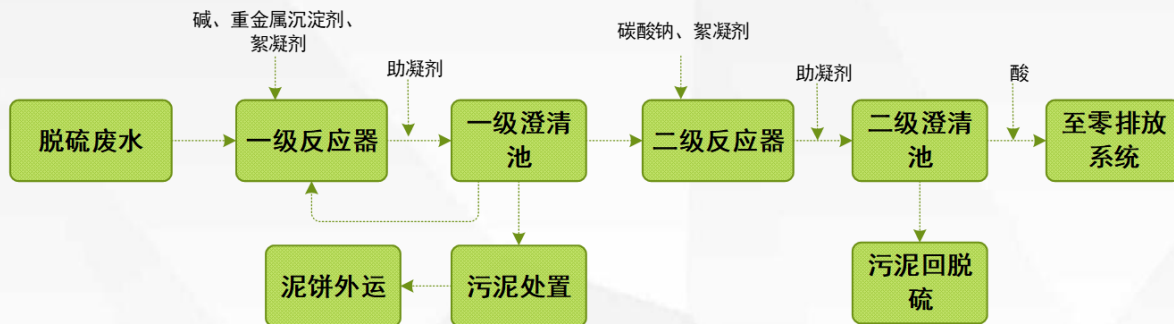 碱、重金属沉淀剂、
絮凝剂
助凝剂
碳酸钠、絮凝剂
助凝剂
酸
脱硫废水
一级反应器
一级澄清
池
二级反应器
二级澄清
池
至零排放
系统
泥饼外运
污泥处置
污泥回脱
硫